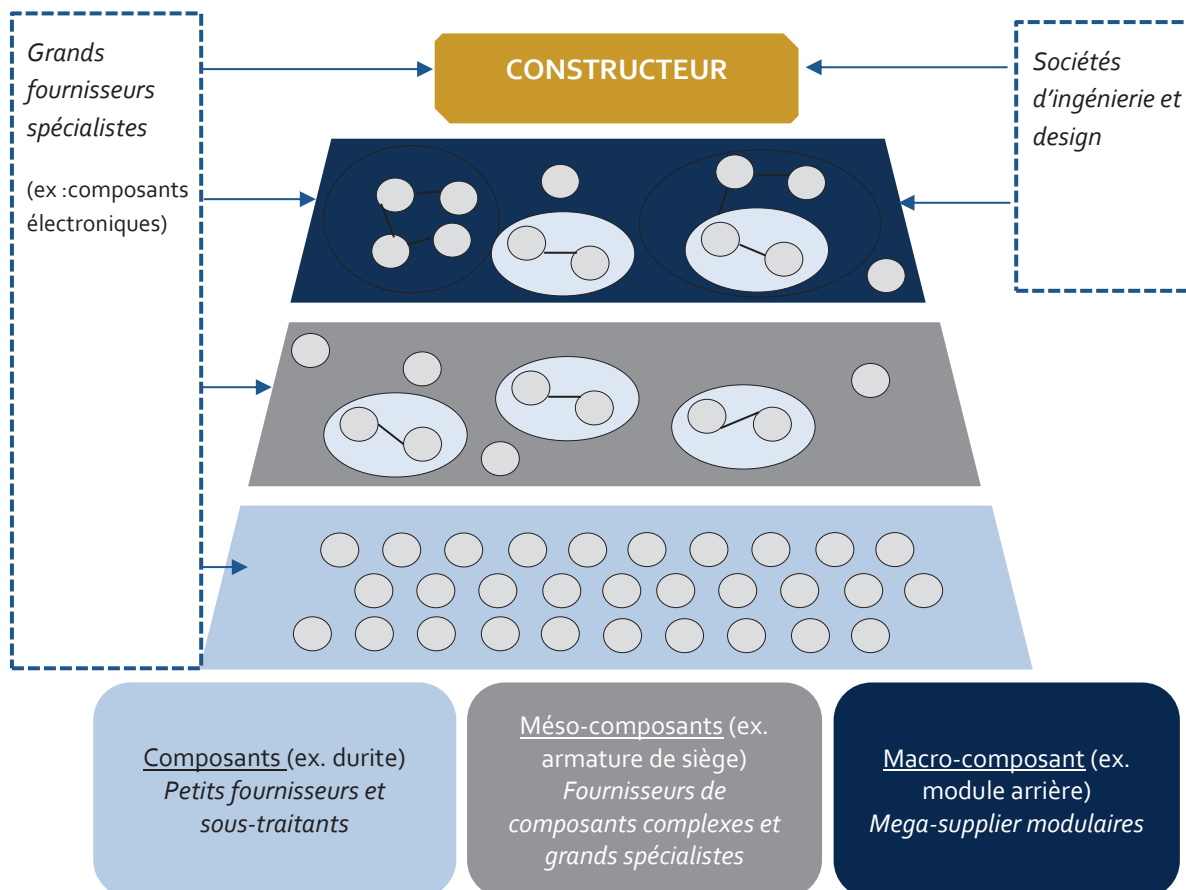 Grands
fournisseurs
spécialistes
(ex :composants
électroniques)
CONSTRUCTEUR
Sociétés
d'ingénierie et
design
Composants (ex. durite)
Petits fournisseurs et
sous-traitants
Méso-composants (ex.
armature de siège)
Fournisseurs de
composants complexes et
grands spécialistes
Macro-composant (ex.
module arrière)
Mega-supplier modulaires